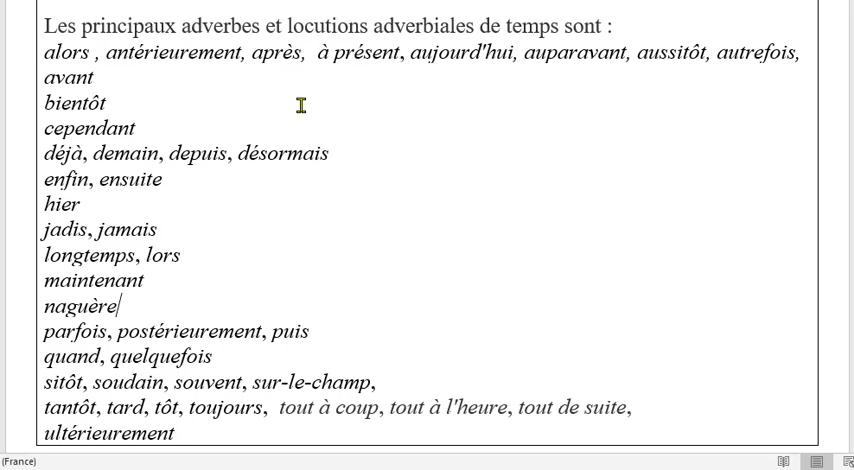 Les principaux adverbes et locutions adverbiales de temps sont :
alors , antérieurement, après,  à présent, aujourd'hui, auparavant, aussitôt, autrefois,
avant
bientôt
cependant
déjà, demain, depuis, désormais
enfin, ensuite
hier
jadis, jamais
longtemps, lors
maintenant
naguère
parfois, postérieurement, puis
quand, quelquefois
sitôt, soudain, souvent, sur-le-champ,
tantôt, tard, tôt, toujours,  tout à coup, tout à l'heure, tout de suite,
ultérieurement
(France)